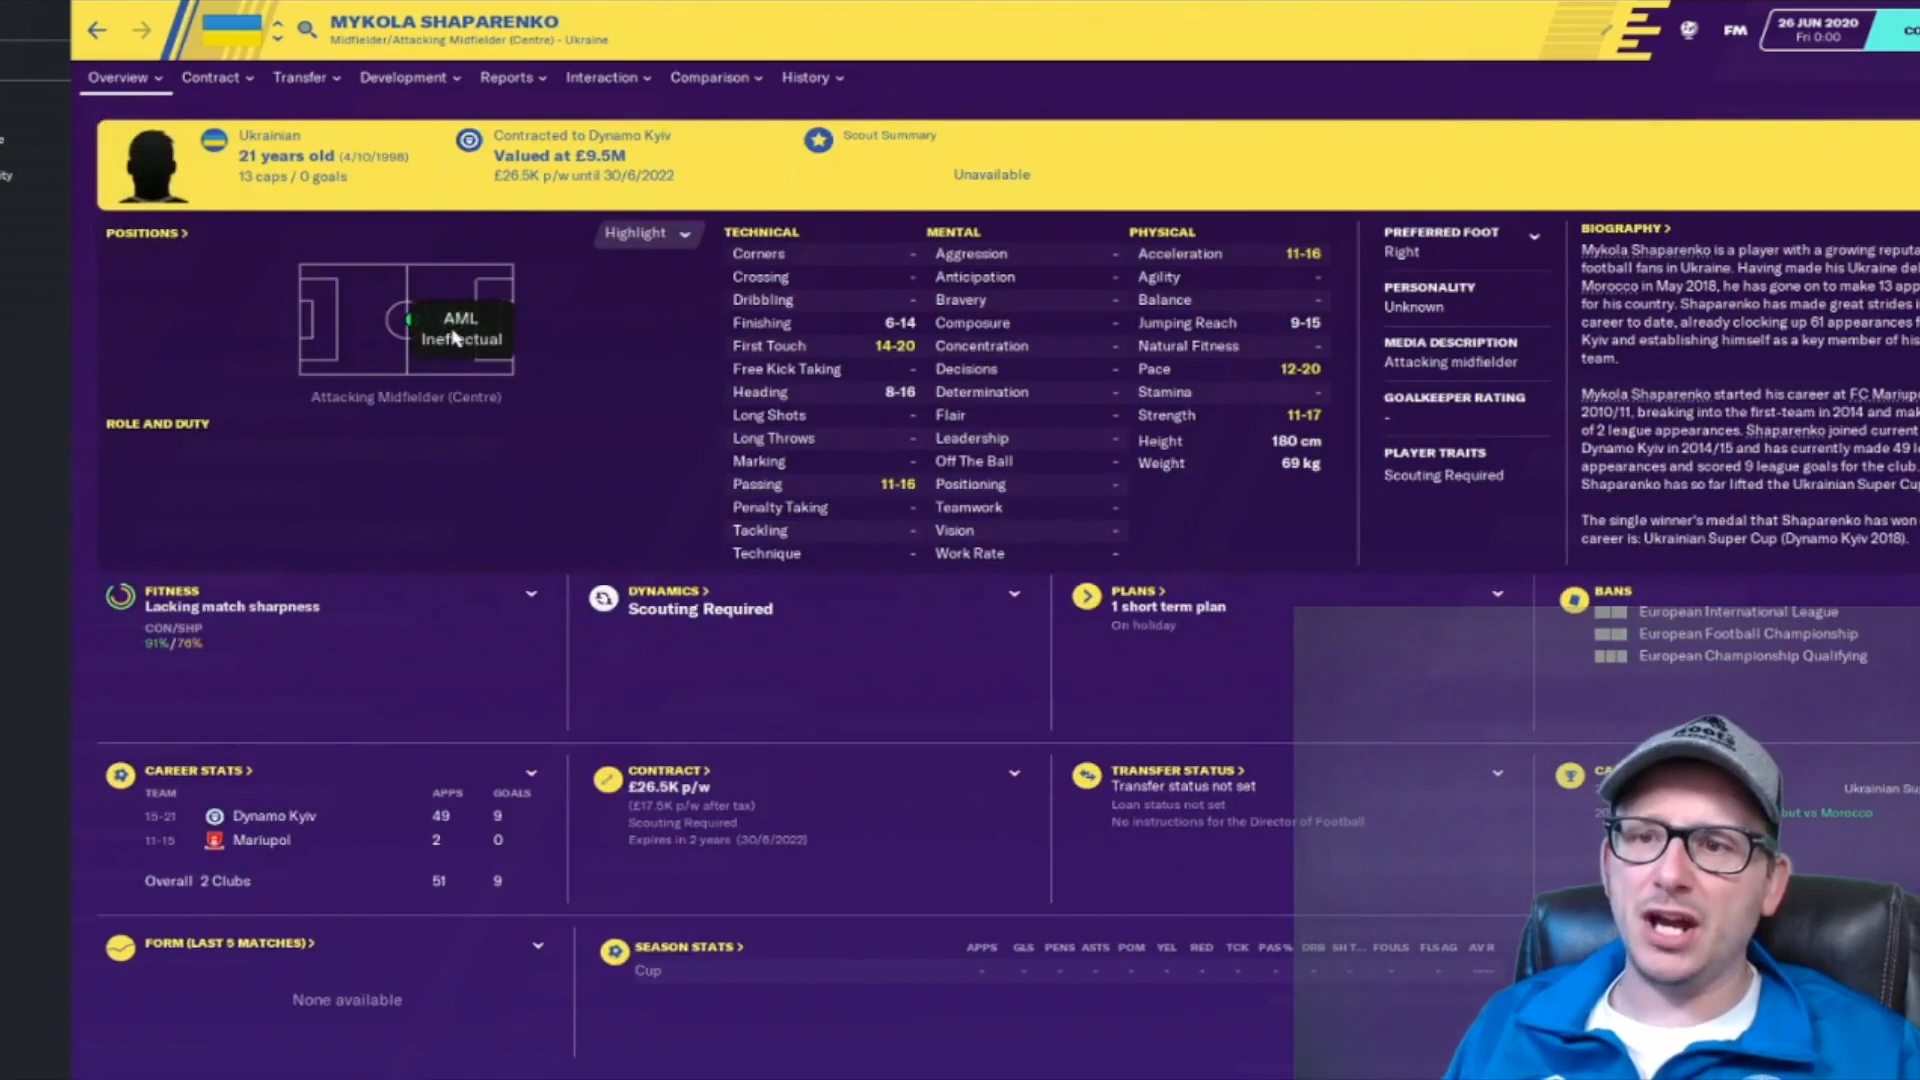 MYKOLA SHAPARENKO
Midfielder/Attacking Midfielder (Centre) - Ukraine
FM
26 JUN 2020
Fri 0:00
CO
Overview
Contract
Transfer
Development
Reports
Interaction
Comparison
History
Ukrainian
21 years old (4/10/1998)
13 caps / 0 goals
Contracted to Dynamo Kyiv
Valued at £9.5M
£26.5K p/w until 30/6/2022
Scout Summary
Unavailable
ity
POSITIONS >
Highlight
AML
Ineffectual
Attacking Midfielder (Centre)
ROLE AND DUTY
TECHNICAL
Corners -
Crossing -
Dribbling -
Finishing 6-14
First Touch 14-20
Free Kick Taking -
Heading 8-16
Long Shots -
Long Throws -
Marking -
Passing 11-16
Penalty Taking -
Tackling -
Technique -
MENTAL
Aggression -
Anticipation -
Bravery -
Composure -
Concentration -
Decisions -
Determination -
Flair -
Leadership -
Off The Ball -
Positioning -
Teamwork -
Vision -
Work Rate -
PHYSICAL
Acceleration 11-16
Agility -
Balance -
Jumping Reach 9-15
Natural Fitness -
Pace 12-20
Stamina -
Strength 11-17
Height 180 cm
Weight 69 kg
PREFERRED FOOT
Right
PERSONALITY
Unknown
MEDIA DESCRIPTION
Attacking midfielder
GOALKEEPER RATING
-
PLAYER TRAITS
Scouting Required
BIOGRAPHY >
Mykola Shaparenko is a player with a growing reputa
football fans in Ukraine. Having made his Ukraine de
Morocco in May 2018, he has gone on to make 13 app
for his country. Shaparenko has made great strides i
career to date, already clocking up 61 appearances f
Kyiv and establishing himself as a key member of his
team.
Mykola Shaparenko started his career at FC Mariup
2010/11, breaking into the first-team in 2014 and mak
of 2 league appearances. Shaparenko joined current
Dynamo Kyiv in 2014/15 and has currently made 49 le
appearances and scored 9 league goals for the club.
Shaparenko has so far lifted the Ukrainian Super Cup
The single winner's medal that Shaparenko has won
career is: Ukrainian Super Cup (Dynamo Kyiv 2018).
FITNESS
Lacking match sharpness
CON/SHP
91%/76%
DYNAMICS >
Scouting Required
PLANS >
1 short term plan
On holiday
BANS
European International League
European Football Championship
European Championship Qualifying
CAREER STATS >
TEAM APPS GOALS
15-21 Dynamo Kyiv 49 9
11-15 Mariupol 2 0
Overall 2 Clubs 51 9
CONTRACT >
£26.5K p/w
(£17.5K p/w after tax)
Scouting Required
Expires in 2 years (30/6/2022)
TRANSFER STATUS >
Transfer status not set
Loan status not set
No instructions for the Director of Football
CA
Ukrainian Su
20
but vs Morocco
FORM (LAST 5 MATCHES) >
None available
SEASON STATS >
APPS GLS PENS ASTS POM YEL RED TCK PAS% DRB SH T... FOULS FLS AG AV R
Cup - - - - - - - - - - - - - ----